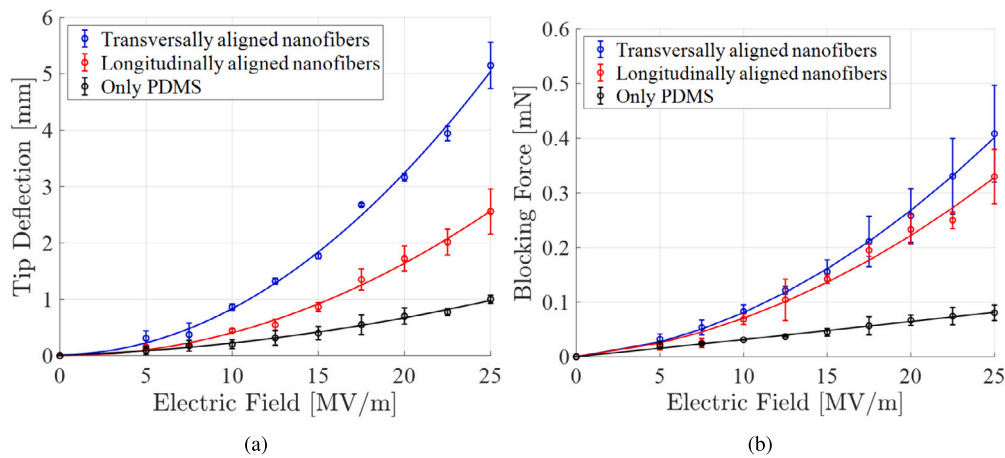 6
5
4
3
2
1
0
Tip Deflection [mm]
Transversally aligned nanofibers
Longitudinally aligned nanofibers
Only PDMS
0 5 10 15 20 25
Electric Field [MV/m]
(a)
0.6
0.5
0.4
0.3
0.2
0.1
0
Blocking Force [mN]
Transversally aligned nanofibers
Longitudinally aligned nanofibers
Only PDMS
0 5 10 15 20 25
Electric Field [MV/m]
(b)